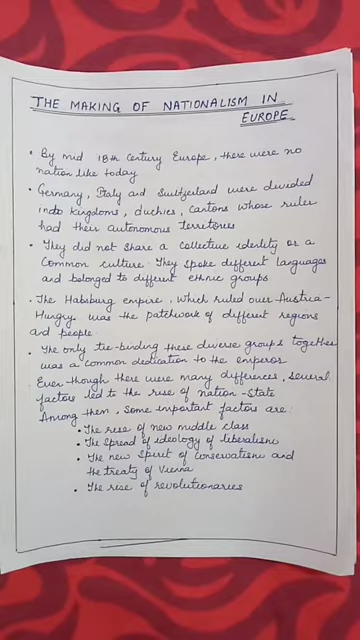 THE MAKING OF NATIONALISM IN
EUROPE
• By mid 18th Century Europe, there were no
nation like today
• Germany, Italy and Switzerland were divided
into kingdoms, duchies, cantons whose ruler
had their autonomous Territories
• They did not share a collective identity or a
Common culture. They spoke different languages
and belonged to different ethnic groups
• The Habsburg empire, which ruled over Austria-
Hungry was the patchwork of different regions
and people
• The only tie-binding these diverse groups together
was a common dedication to the emperor
Even though there were many differences, several
factors led to the rise of nation-state
Among them, Some important factors are:
• The rise of new middle class
• The spread of ideology of liberalism
• The new Spirit of Conservatism and
the treaty of Vienna
• The rise of revolutionaries